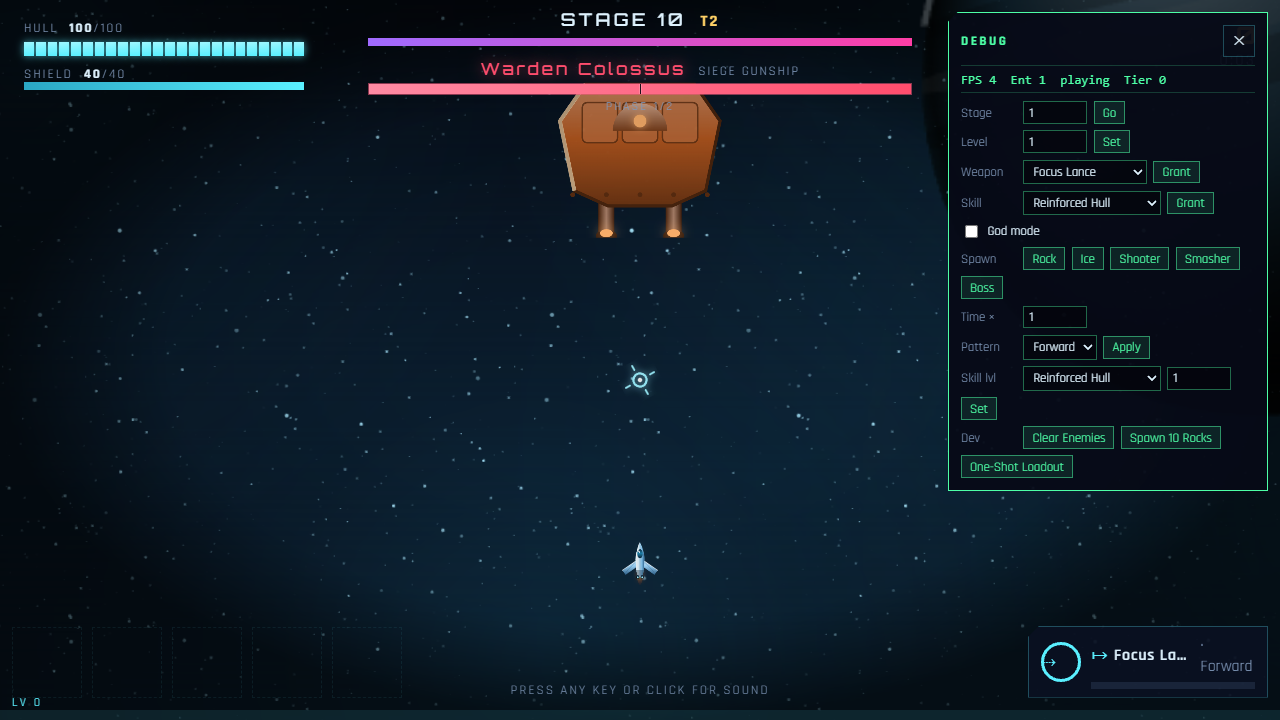 HULL 100/100
SHIELD 40/40
STAGE 10 T2
Warden Colossus SIEGE GUNSHIP
DEBUG
FPS 4 Ent 1 playing Tier 0
Stage 1 Go
Level 1 Set
Weapon Focus Lance Grant
Skill Reinforced Hull Grant
God mode
Spawn Rock Ice Shooter Smasher
Boss
Time × 1
Pattern Forward Apply
Skill lvl Reinforced Hull 1
Set
Dev Clear Enemies Spawn 10 Rocks
One-Shot Loadout
LV 0
PRESS ANY KEY OR CLICK FOR SOUND
↦ Focus La… · Forward